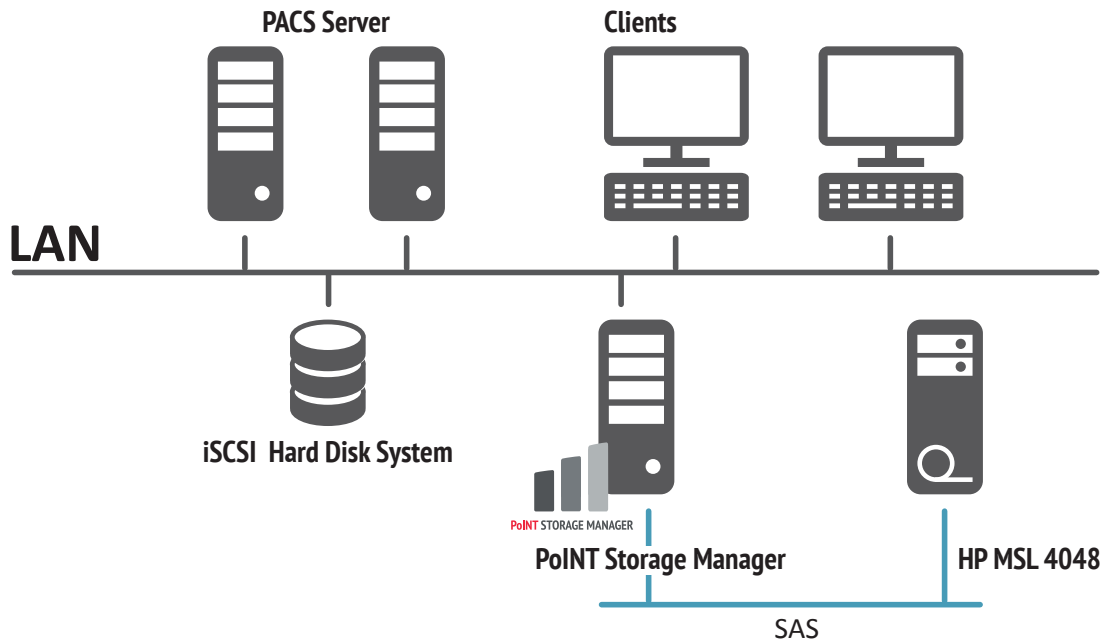 PACS Server
Clients
LAN
iSCSI Hard Disk System
PoINT STORAGE MANAGER
PoINT Storage Manager
HP MSL 4048
SAS